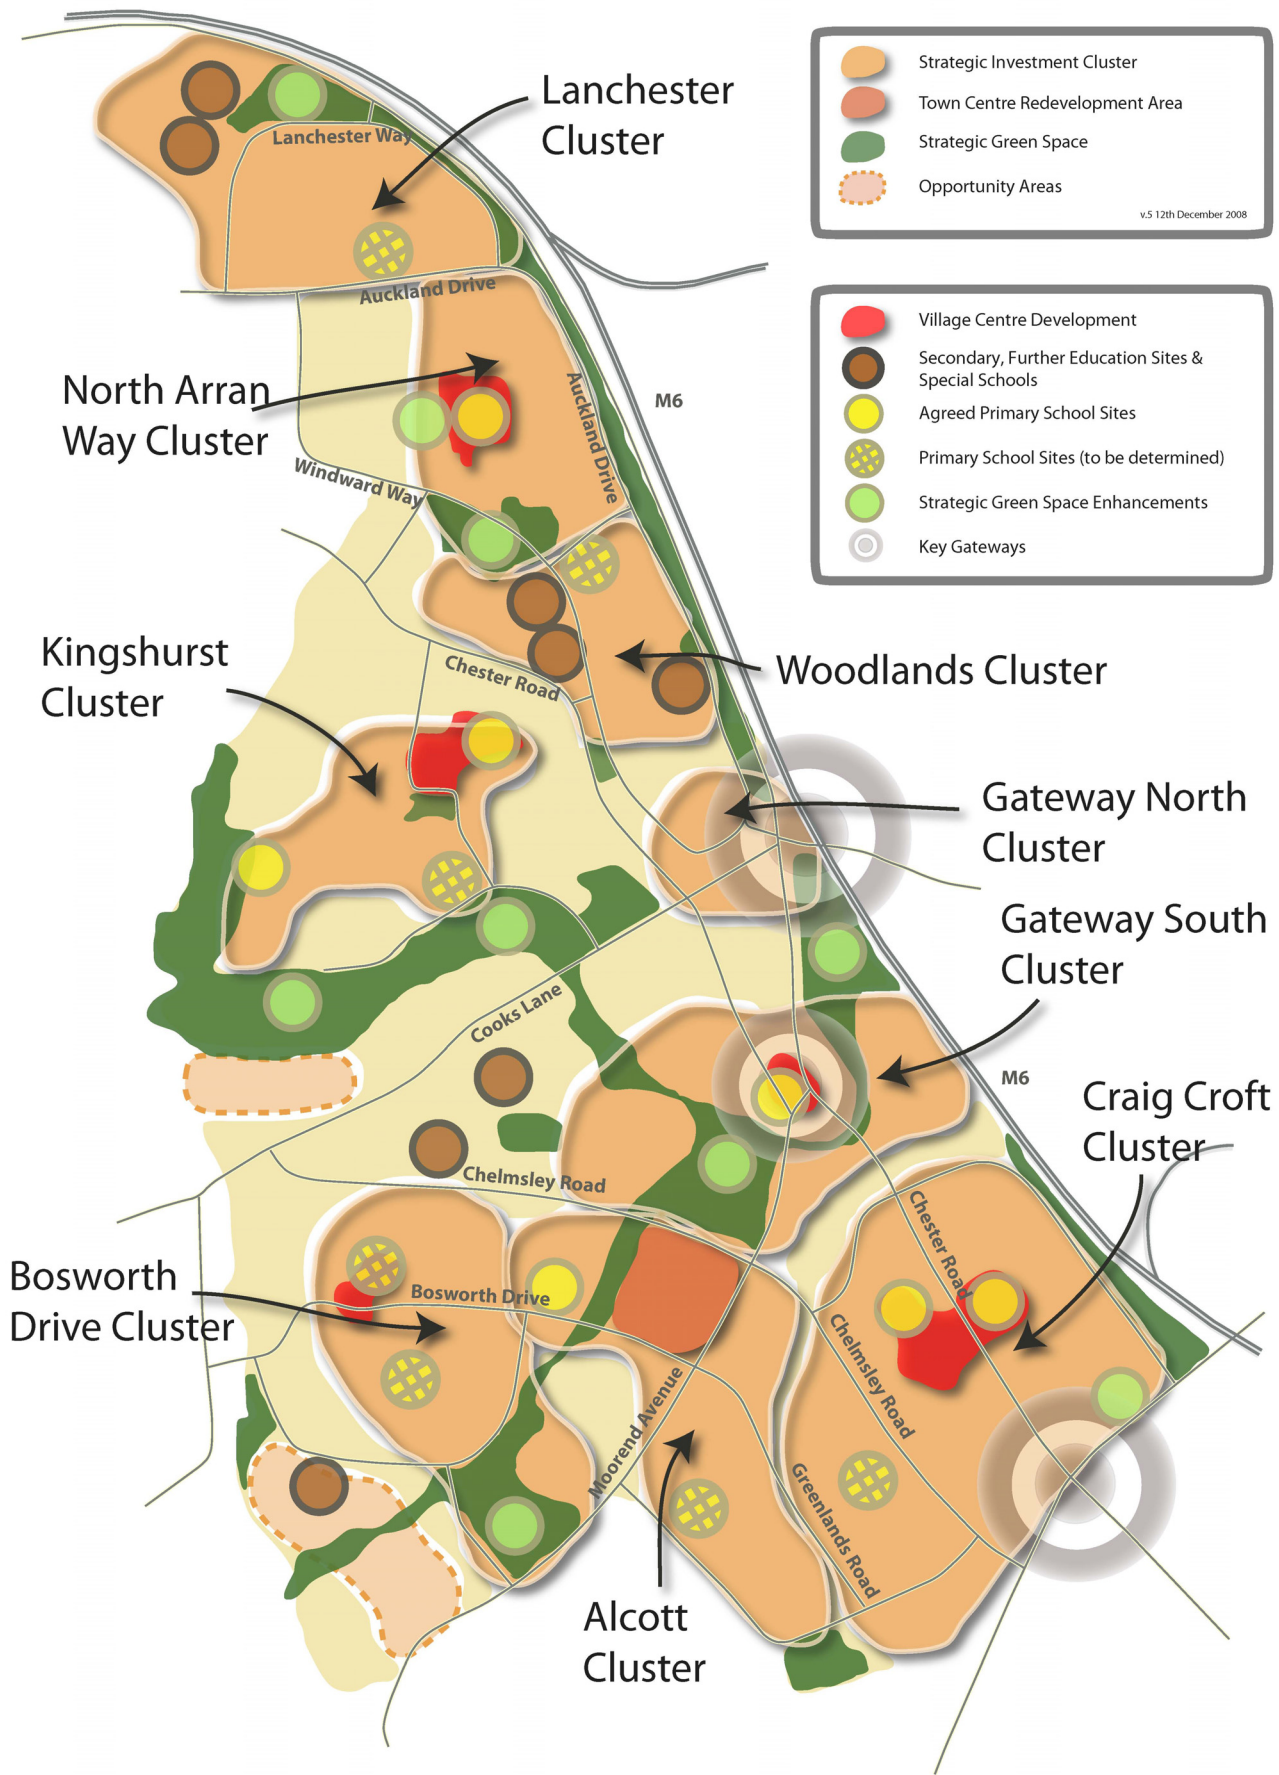 Lanchester
Cluster
Lanchester Way
Auckland Drive
Strategic Investment Cluster
Town Centre Redevelopment Area
Strategic Green Space
Opportunity Areas
v.5 12th December 2008
Village Centre Development
Secondary, Further Education Sites &
Special Schools
Agreed Primary School Sites
Primary School Sites (to be determined)
Strategic Green Space Enhancements
Key Gateways
North Arran
Way Cluster
Auckland Drive
M6
Windward Way
Kingshurst
Cluster
Chester Road
Woodlands Cluster
Gateway North
Cluster
Gateway South
Cluster
Cooks Lane
M6
Craig Croft
Cluster
Chelmsley Road
Chester Road
Bosworth
Drive Cluster
Bosworth Drive
Chelmsley Road
Moorend Avenue
Greenlands Road
Alcott
Cluster